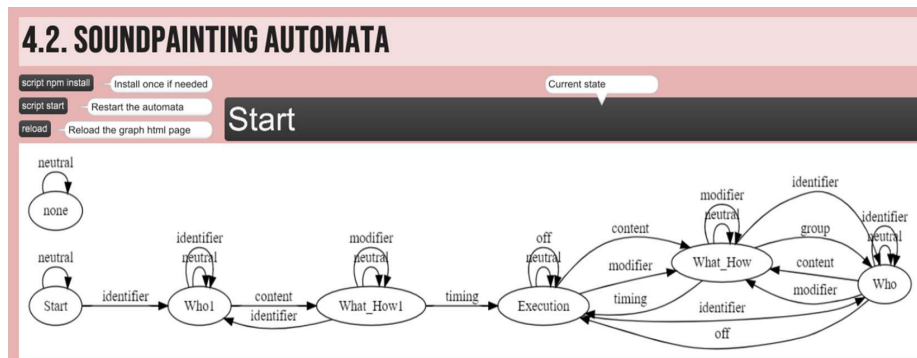 4.2. SOUNDPAINTING AUTOMATA
script npm install
Install once if needed
Current state
script start
Restart the automata
Start
reload
Reload the graph html page
neutral
none
neutral
Start
identifier
identifier
neutral
Who1
content
identifier
modifier
neutral
What_How1
timing
off
neutral
Execution
content
modifier
timing
modifier
neutral
What_How
identifier
group
content
modifier
identifier
neutral
Who
identifier
off